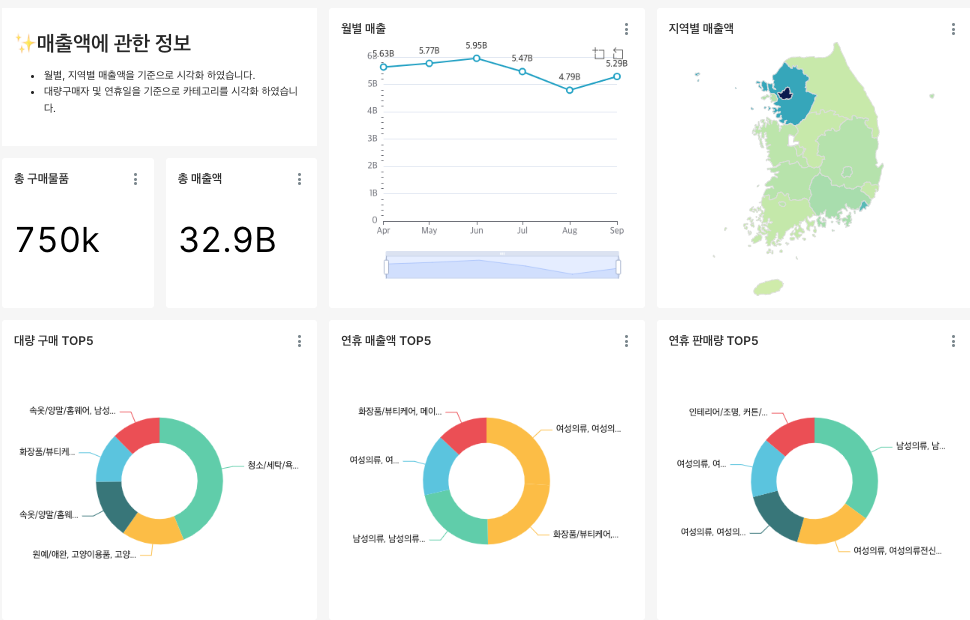 ✨매출액에 관한 정보
• 월별, 지역별 매출액을 기준으로 시각화 하였습니다.
• 대량구매자 및 연휴일을 기준으로 카테고리를 시각화 하였습니
다.
총 구매물품
750k
총 매출액
32.9B
월별 매출
5.63B
5.77B
5.95B
5.47B
4.79B
5.29B
6B
5B
4B
3B
2B
1B
0
Apr
May
Jun
Jul
Aug
Sep
지역별 매출액
대량 구매 TOP5
속옷/양말/홈웨어, 남성...
화장품/뷰티케...
청소/세탁/욕...
속옷/양말/홈웨...
원예/애완, 고양이용품, 고양...
연휴 매출액 TOP5
화장품/뷰티케어, 메이...
여성의류, 여성의...
여성의류, 여...
남성의류, 남성의류...
화장품/뷰티케어,...
연휴 판매량 TOP5
인테리어/조명, 커튼/...
남성의류, 남...
여성의류, 여...
여성의류, 여성의...
여성의류, 여성의류전신...